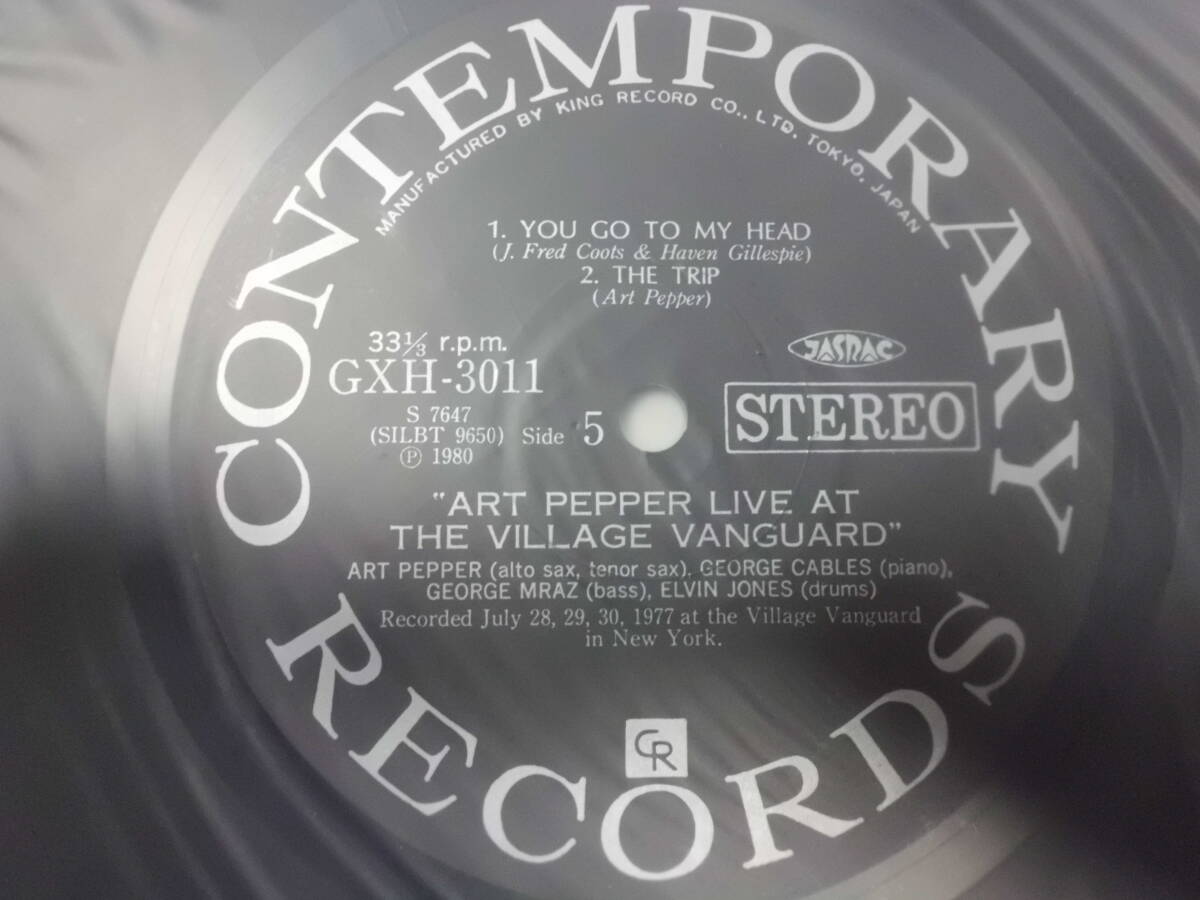 CONTEMPORARY
MANUFACTURED BY KING RECORD CO., LTD. TOKYO, JAPAN
1. YOU GO TO MY HEAD
(J. Fred Coots & Haven Gillespie)
2. THE TRIP
(Art Pepper)
33⅓ r.p.m.
GXH-3011
S 7647
(SILBT 9650) Side 5
Ⓟ 1980
JASRAC
STEREO
"ART PEPPER LIVE AT
THE VILLAGE VANGUARD"
ART PEPPER (alto sax, tenor sax), GEORGE CABLES (piano),
GEORGE MRAZ (bass), ELVIN JONES (drums)
Recorded July 28, 29, 30, 1977 at the Village Vanguard
in New York.
CR
RECORDS